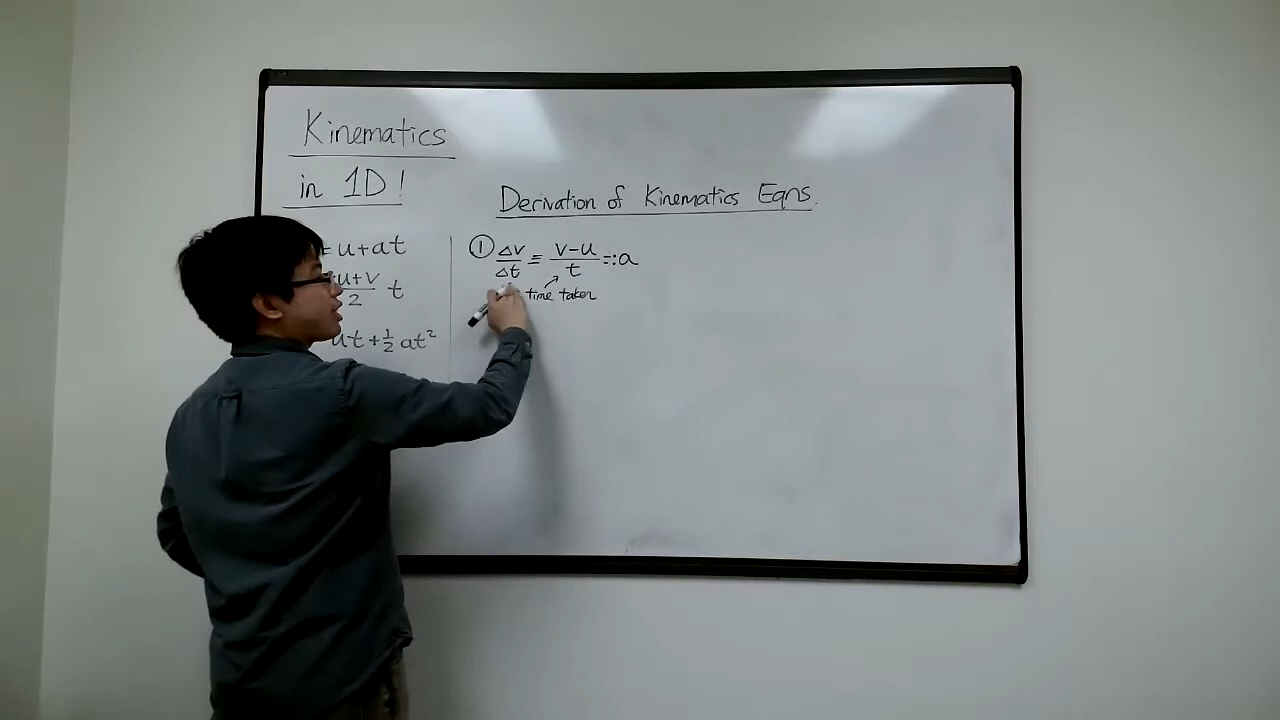 Kinematics
in 1D!
= u + at
u+v/2 t
ut + 1/2 at²
Derivation of Kinematics Eqns.
① Δv/Δt ≡ v-u/t =: a
time taken